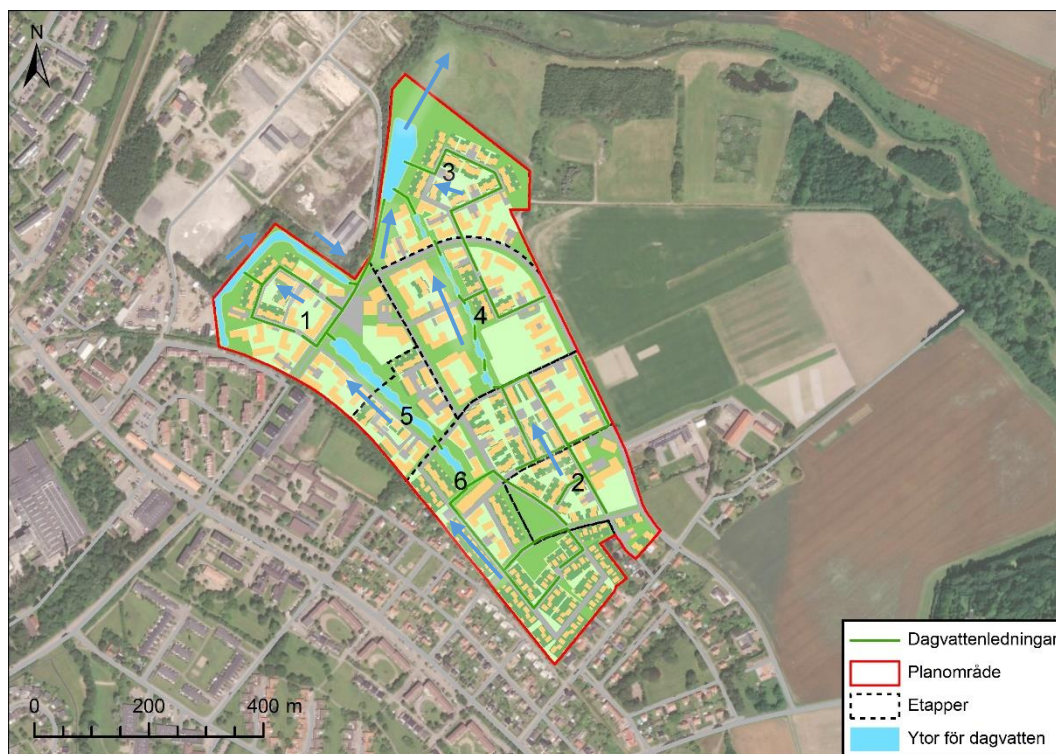 N
3
1
4
5
6
2
0 200 400 m
Dagvattenledningar
Planområde
Etapper
Ytor för dagvatten